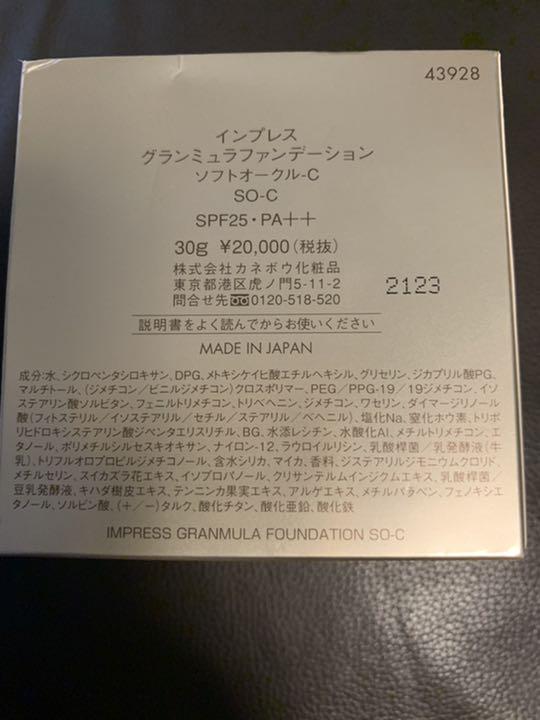 43928
インプレス
グランミュラファンデーション
ソフトオークル-C
SO-C
SPF25・PA++
30g ¥20,000(税抜)
株式会社カネボウ化粧品
東京都港区虎ノ門5-11-2
問合せ先 0120-518-520
2123
説明書をよく読んでからお使いください
MADE IN JAPAN
成分:水、シクロペンタシロキサン、DPG、メトキシケイヒ酸エチルヘキシル、グリセリン、ジカプリル酸PG、
マルチトール、(ジメチコン/ビニルジメチコン)クロスポリマー、PEG/PPG-19/19ジメチコン、イソ
ステアリン酸ソルビタン、フェニルトリメチコン、トリベヘニン、ジメチコン、ワセリン、ダイマージリノール
酸(フィトステリル/イソステアリル/セチル/ステアリル/ベヘニル)、塩化Na、窒化ホウ素、トリポ
リヒドロキシステアリン酸ジペンタエリスリチル、BG、水添レシチン、水酸化Al、メチルトリメチコン、エ
タノール、ポリメチルシルセスキオキサン、ナイロン-12、ラウロイルリシン、乳酸桿菌/乳発酵液(牛
乳)、トリフルオロプロピルジメチコノール、含水シリカ、マイカ、香料、ジステアリルジモニウムクロリド、
メチルセリン、スイカズラ花エキス、イソプロパノール、クリサンテルムインジクムエキス、乳酸桿菌/
豆乳発酵液、キハダ樹皮エキス、テンニンカ果実エキス、アルゲエキス、メチルパラベン、フェノキシエ
タノール、ソルビン酸、(+/-)タルク、酸化チタン、酸化亜鉛、酸化鉄
IMPRESS GRANMULA FOUNDATION SO-C